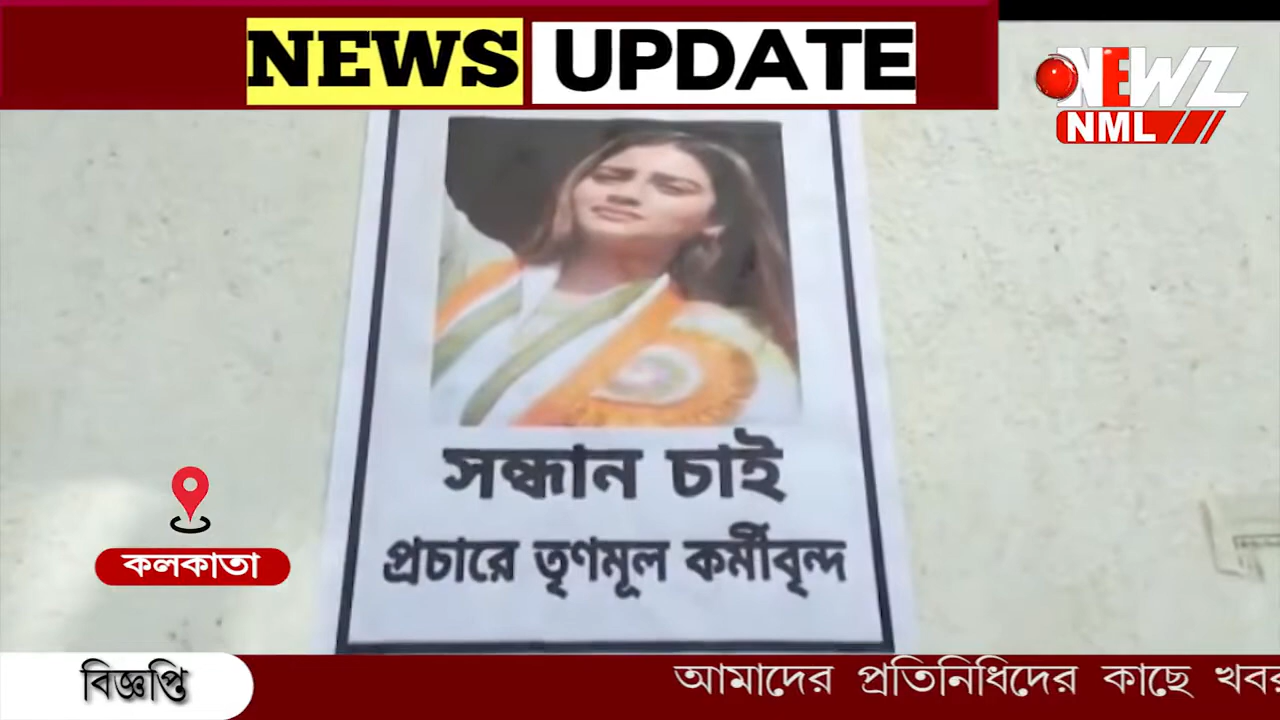 NEWS UPDATE
NEWZ
NML
সন্ধান চাই
প্রচারে তৃণমূল কর্মীবৃন্দ
কলকাতা
বিজ্ঞপ্তি
আমাদের প্রতিনিধিদের কাছে খবর